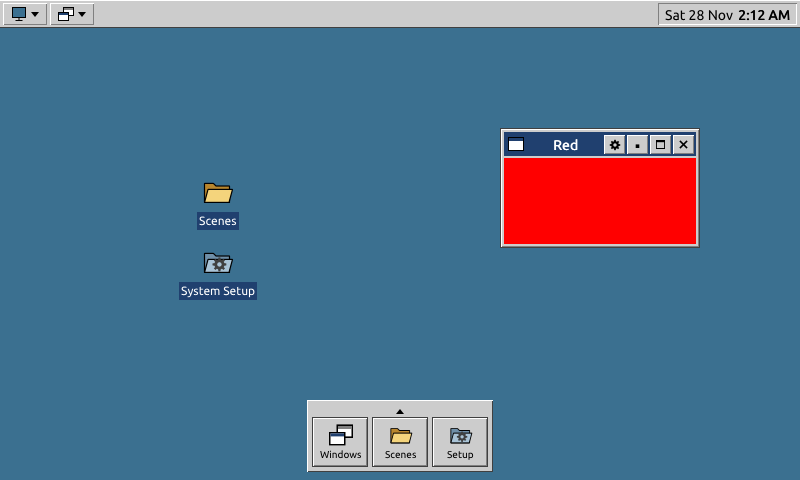 Sat 28 Nov 2:12 AM
Red
Scenes
System Setup
Windows
Scenes
Setup